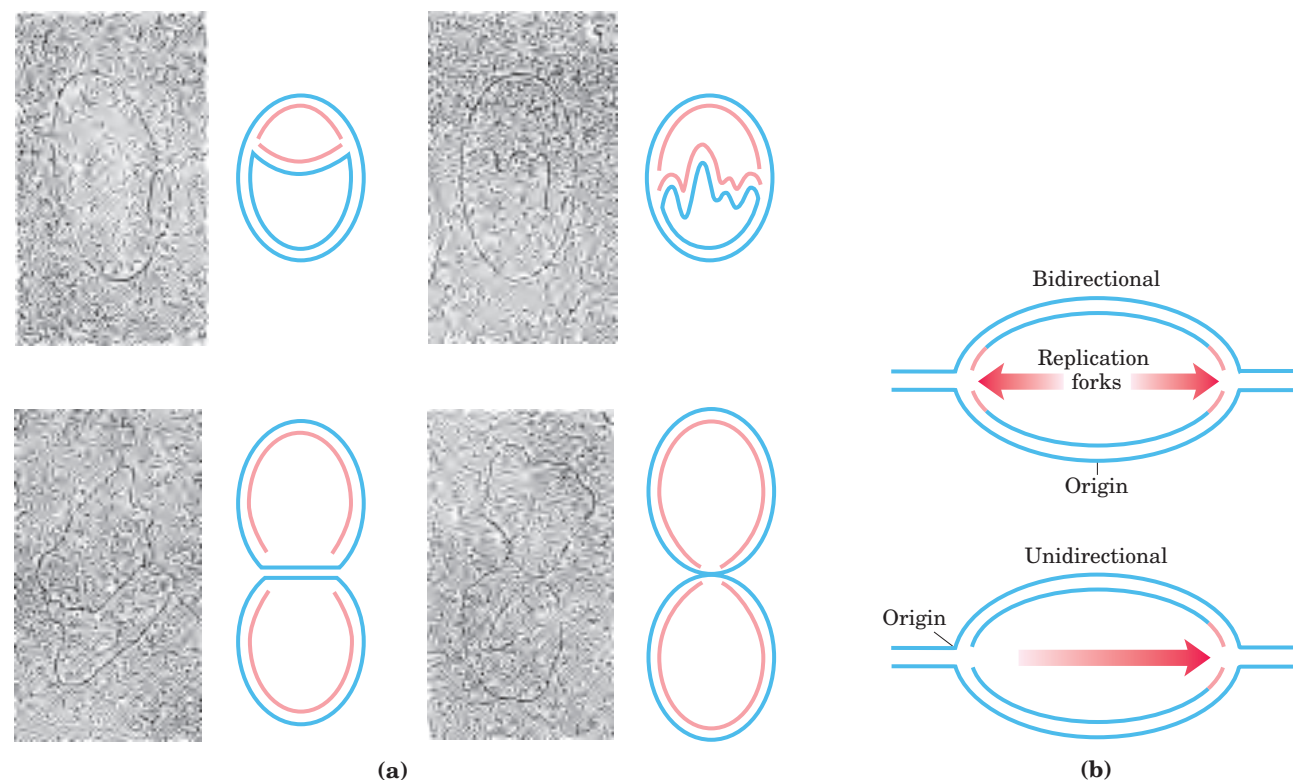 Bidirectional
Replication
forks
Origin
Unidirectional
Origin
(a)
(b)